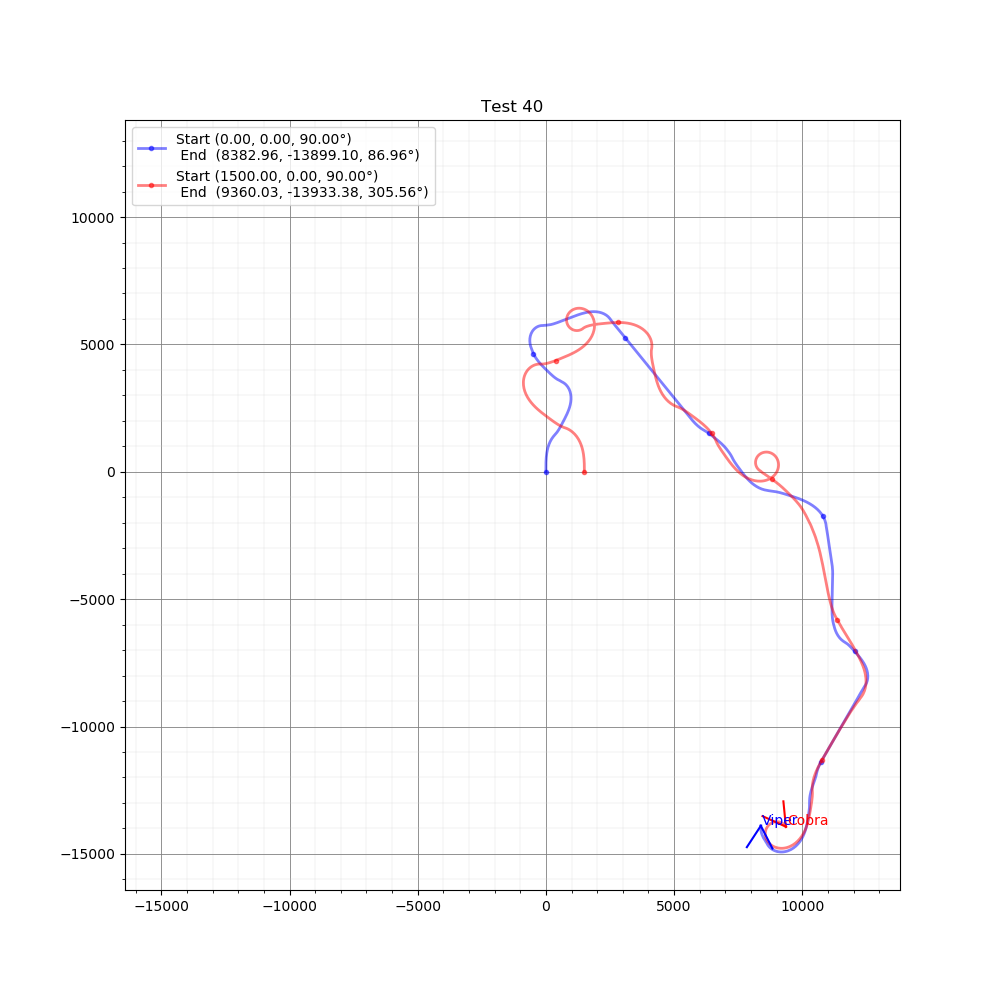 Test 40
Start (0.00, 0.00, 90.00°)
End (8382.96, -13899.10, 86.96°)
Start (1500.00, 0.00, 90.00°)
End (9360.03, -13933.38, 305.56°)
10000
5000
0
−5000
−10000
−15000
Viper
Cobra
−15000 −10000 −5000 0 5000 10000